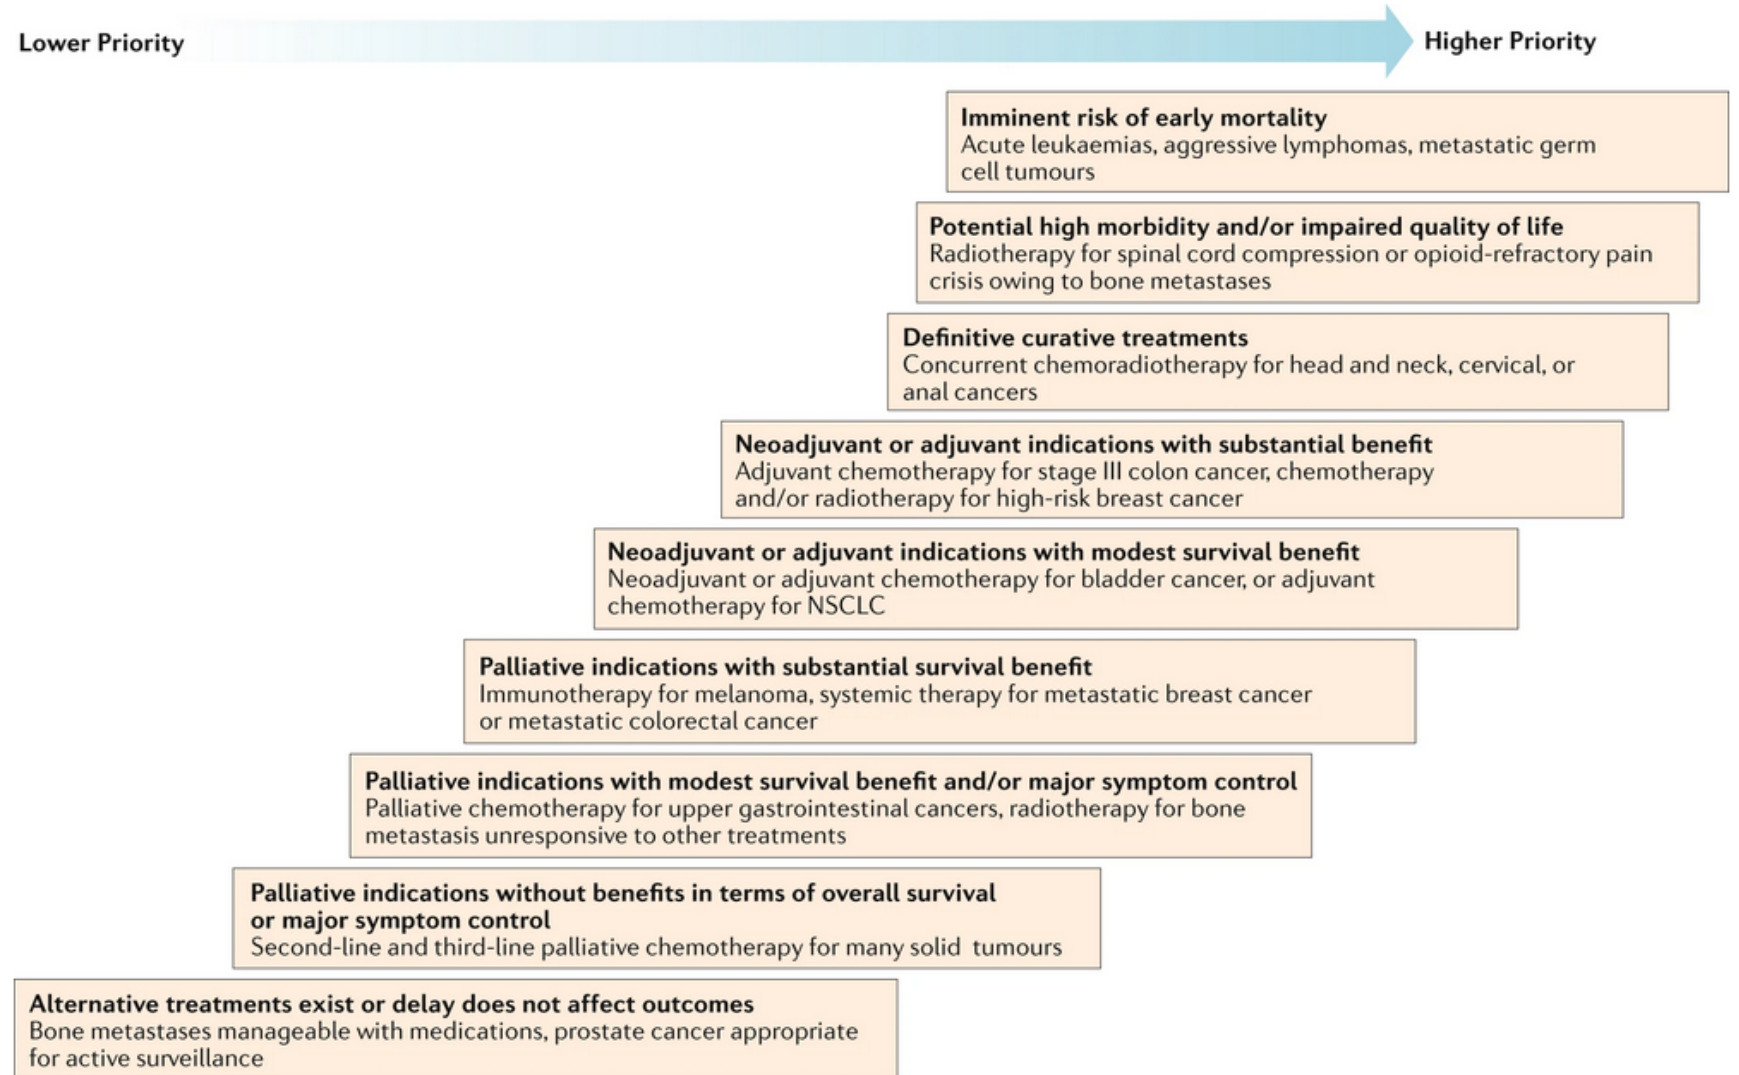 Lower Priority
Higher Priority
Imminent risk of early mortality
Acute leukaemias, aggressive lymphomas, metastatic germ
cell tumours
Potential high morbidity and/or impaired quality of life
Radiotherapy for spinal cord compression or opioid-refractory pain
crisis owing to bone metastases
Definitive curative treatments
Concurrent chemoradiotherapy for head and neck, cervical, or
anal cancers
Neoadjuvant or adjuvant indications with substantial benefit
Adjuvant chemotherapy for stage III colon cancer, chemotherapy
and/or radiotherapy for high-risk breast cancer
Neoadjuvant or adjuvant indications with modest survival benefit
Neoadjuvant or adjuvant chemotherapy for bladder cancer, or adjuvant
chemotherapy for NSCLC
Palliative indications with substantial survival benefit
Immunotherapy for melanoma, systemic therapy for metastatic breast cancer
or metastatic colorectal cancer
Palliative indications with modest survival benefit and/or major symptom control
Palliative chemotherapy for upper gastrointestinal cancers, radiotherapy for bone
metastasis unresponsive to other treatments
Palliative indications without benefits in terms of overall survival
or major symptom control
Second-line and third-line palliative chemotherapy for many solid tumours
Alternative treatments exist or delay does not affect outcomes
Bone metastases manageable with medications, prostate cancer appropriate
for active surveillance